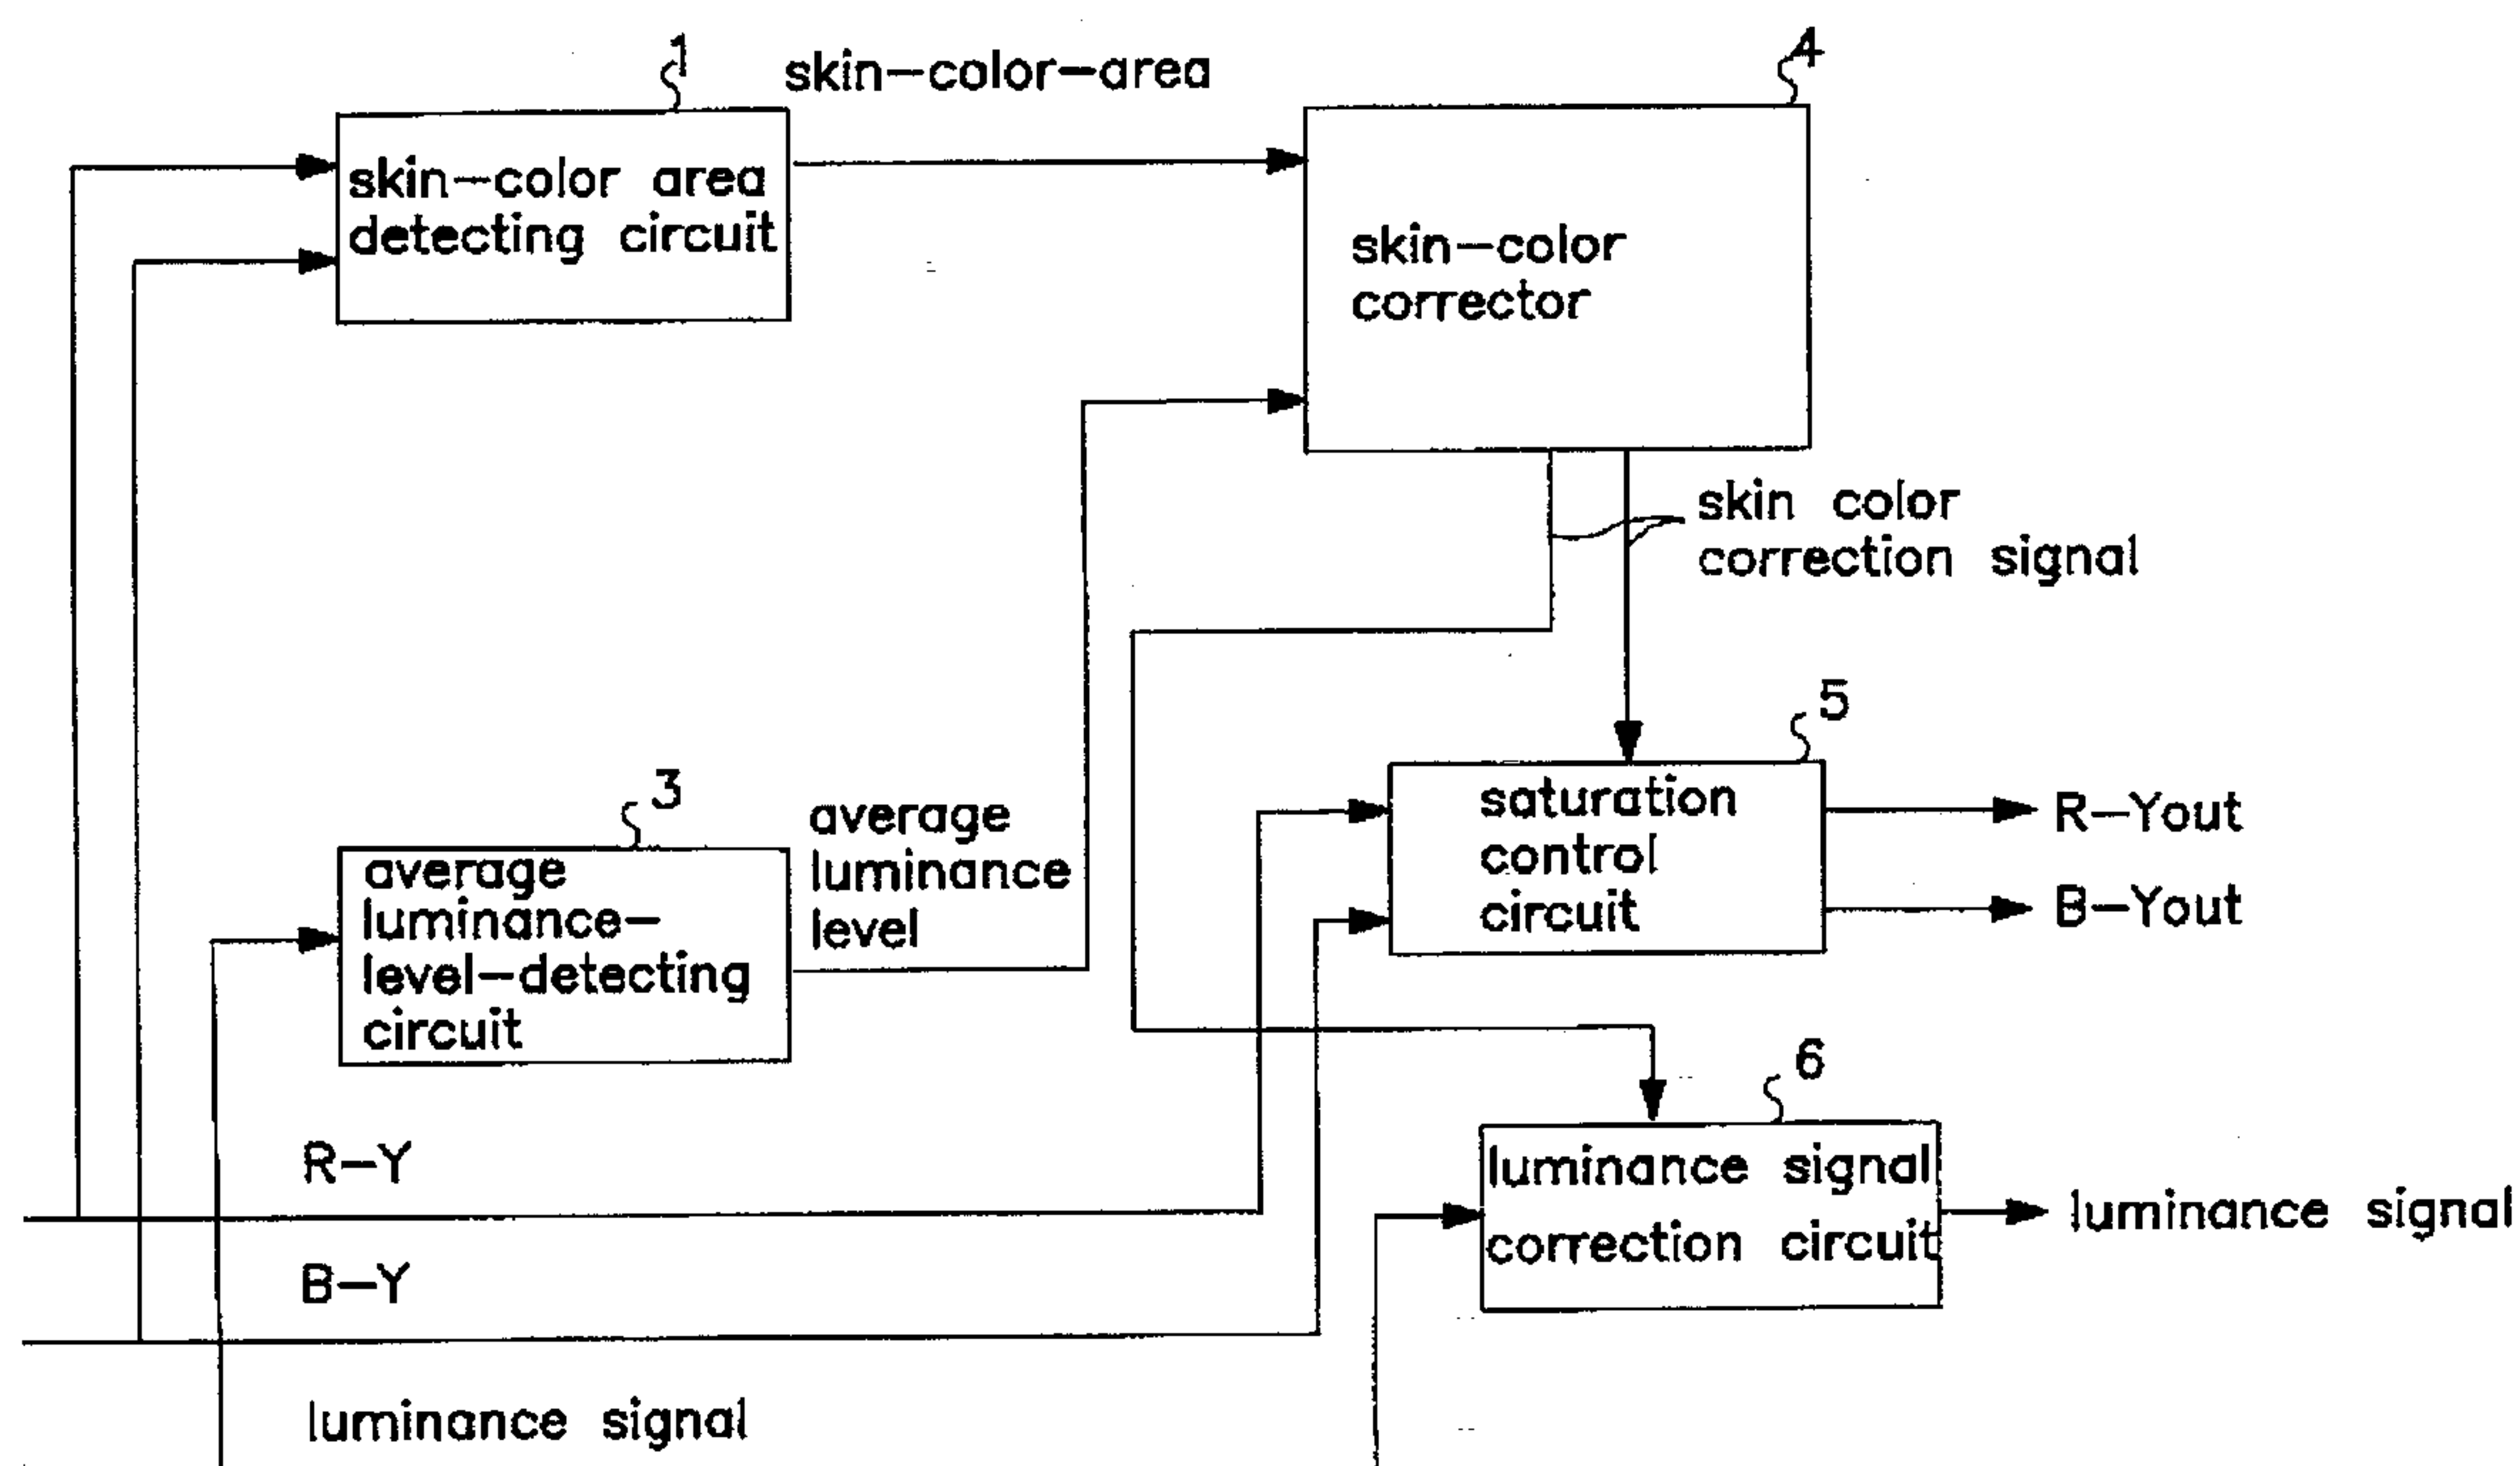 1
skin-color-area
4
skin-color area
detecting circuit
skin-color
corrector
skin color
correction signal
5
3
average
luminance
level
average
luminance-
level-detecting
circuit
saturation
control
circuit
R-Yout
B-Yout
6
R-Y
luminance signal
correction circuit
luminance signal
B-Y
luminance signal